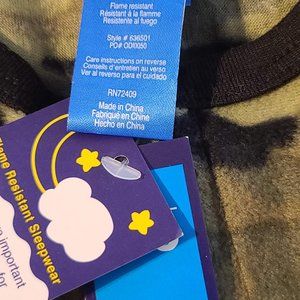 Flame resistant
Résistant à la flamme
Resistente al fuego
Style # 636501
PO# ODI0050
Care instructions on reverse
Conseils d'entretien au verso
Ver al reverso para el cuidado
RN72409
Made in China
Fabriqué en Chine
Hecho en China
Flame Resistant Sleepwear
important
for